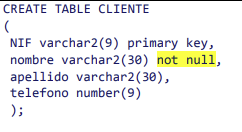 CREATE TABLE CLIENTE
(
NIF varchar2(9) primary key,
nombre varchar2(30) not null,
apellido varchar2(30),
telefono number(9)
);